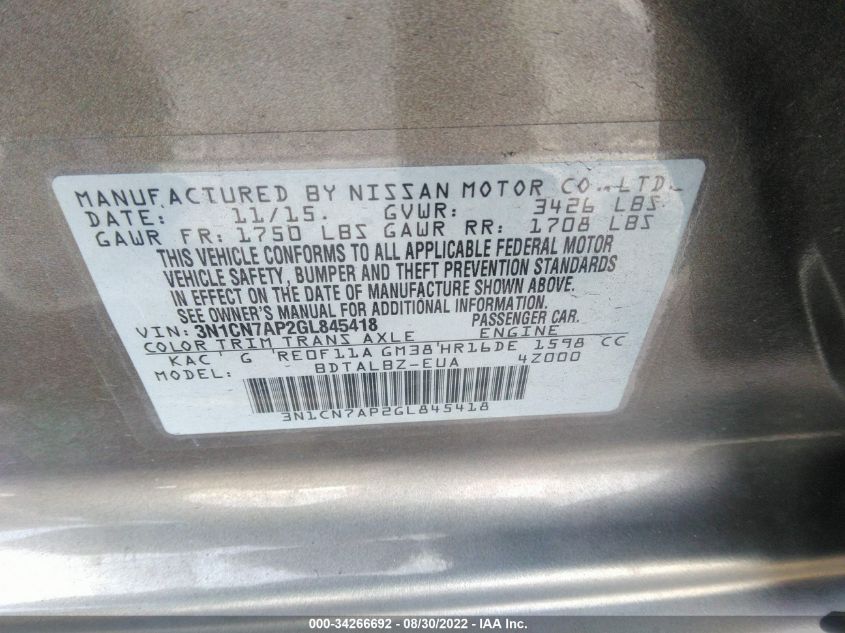 MANUFACTURED BY NISSAN MOTOR CO.,LTD.
DATE: 11/15. GVWR: 3426 LBS
GAWR FR: 1750 LBS GAWR RR: 1708 LBS
THIS VEHICLE CONFORMS TO ALL APPLICABLE FEDERAL MOTOR
VEHICLE SAFETY, BUMPER AND THEFT PREVENTION STANDARDS
IN EFFECT ON THE DATE OF MANUFACTURE SHOWN ABOVE.
SEE OWNER'S MANUAL FOR ADDITIONAL INFORMATION.
VIN: 3N1CN7AP2GL845418 PASSENGER CAR.
COLOR TRIM TRANS AXLE ENGINE
KAC G RE0F11A GM38 HR16DE 1598 CC
MODEL: BDTALBZ-EUA 4Z000
3N1CN7AP2GL845418
000-34266692 - 08/30/2022 - IAA Inc.